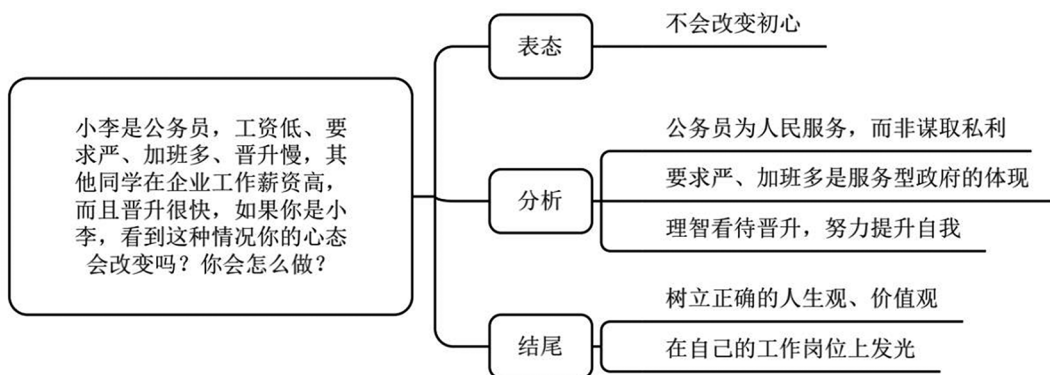 小李是公务员，工资低、要
求严、加班多、晋升慢，其
他同学在企业工作薪资高，
而且晋升很快，如果你是小
李，看到这种情况你的心态
会改变吗？你会怎么做？
表态
不会改变初心
分析
公务员为人民服务，而非谋取私利
要求严、加班多是服务型政府的体现
理智看待晋升，努力提升自我
结尾
树立正确的人生观、价值观
在自己的工作岗位上发光